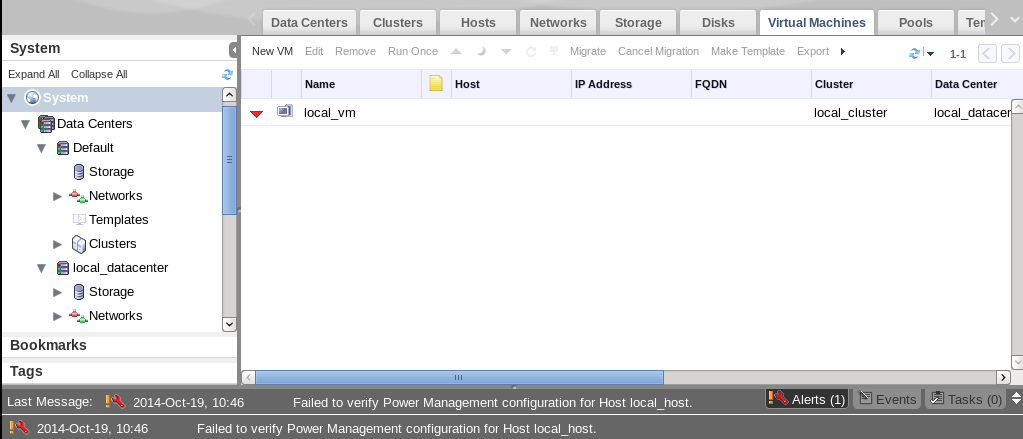 Data Centers Clusters Hosts Networks Storage Disks Virtual Machines Pools
System
New VM Edit Remove Run Once Migrate Cancel Migration Make Template Export 1-1
Expand All Collapse All
Name Host IP Address FQDN Cluster Data Center
System
local_vm local_cluster
Data Centers
Default
Storage
Networks
Templates
Clusters
local_datacenter
Storage
Networks
Bookmarks
Tags
Last Message: 2014-Oct-19, 10:46 Failed to verify Power Management configuration for Host local_host. Alerts (1) Events Tasks (0)
2014-Oct-19, 10:46 Failed to verify Power Management configuration for Host local_host.